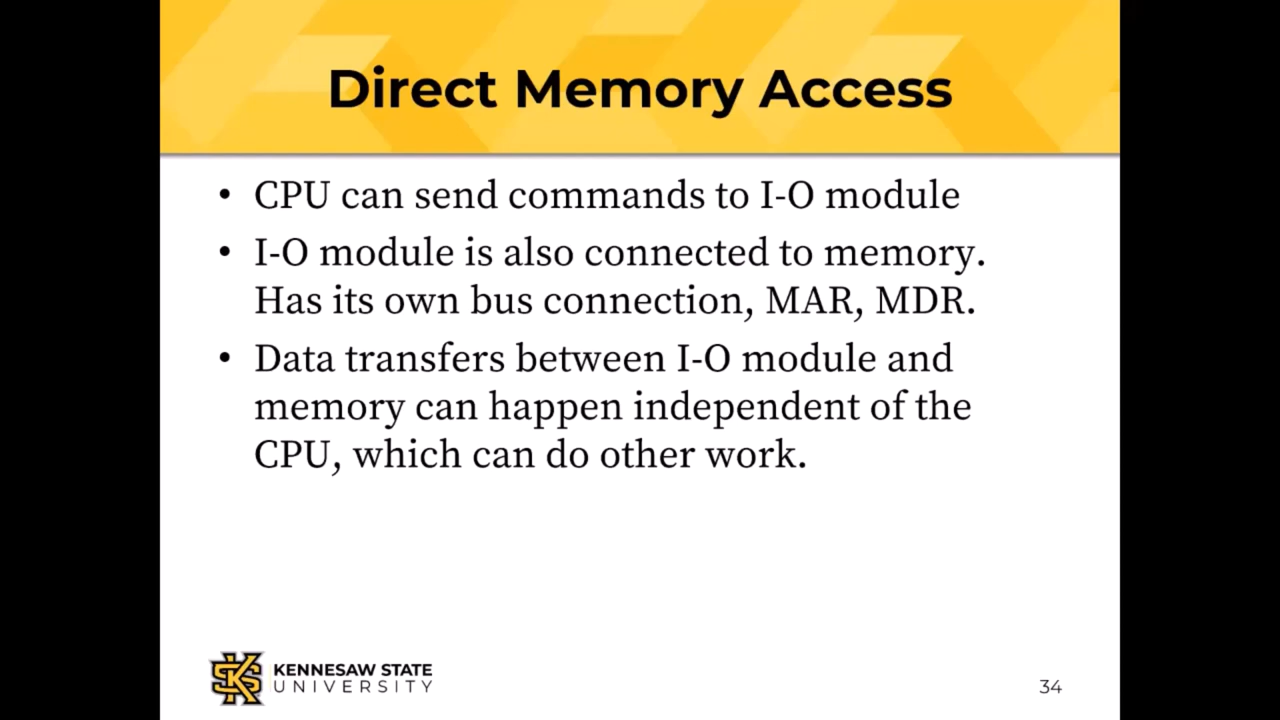 Direct Memory Access
• CPU can send commands to I-O module
• I-O module is also connected to memory.
Has its own bus connection, MAR, MDR.
• Data transfers between I-O module and
memory can happen independent of the
CPU, which can do other work.
KENNESAW STATE
UNIVERSITY
34